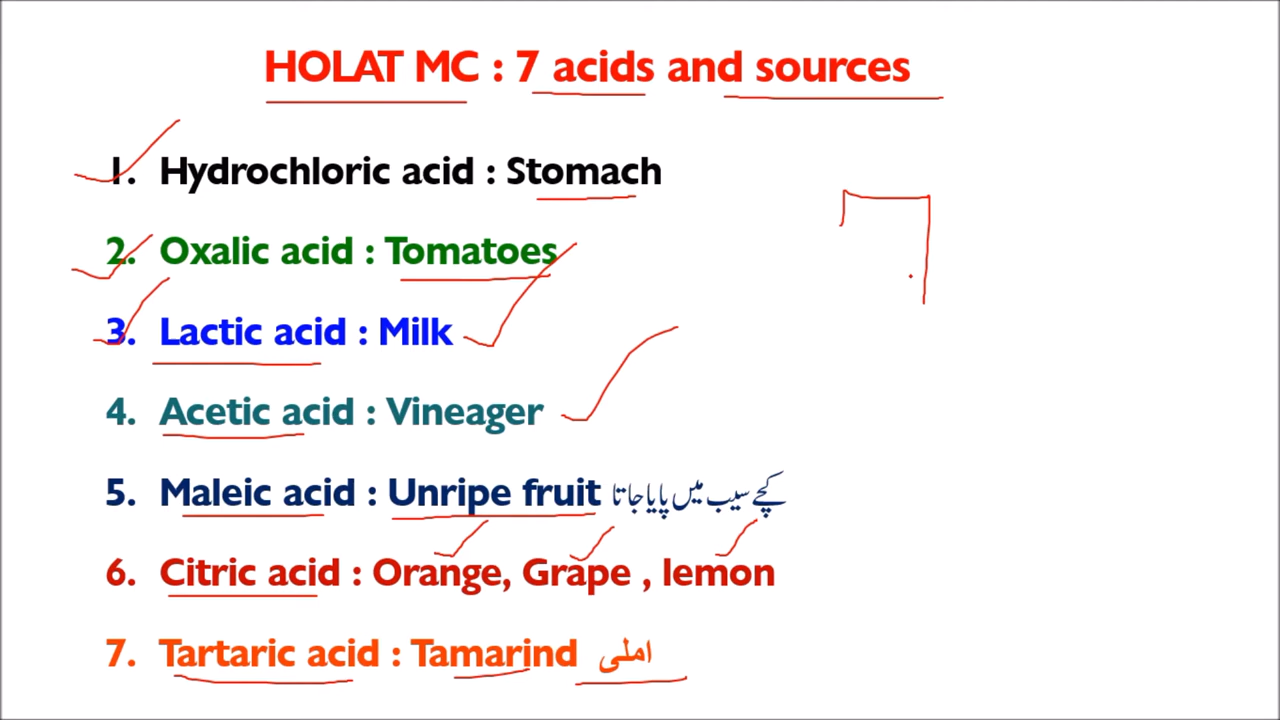 HOLAT MC : 7 acids and sources
1. Hydrochloric acid : Stomach
2. Oxalic acid : Tomatoes
3. Lactic acid : Milk
4. Acetic acid : Vineager
5. Maleic acid : Unripe fruit کچے سیب میں پایا جاتا
6. Citric acid : Orange, Grape , lemon
7. Tartaric acid : Tamarind املی